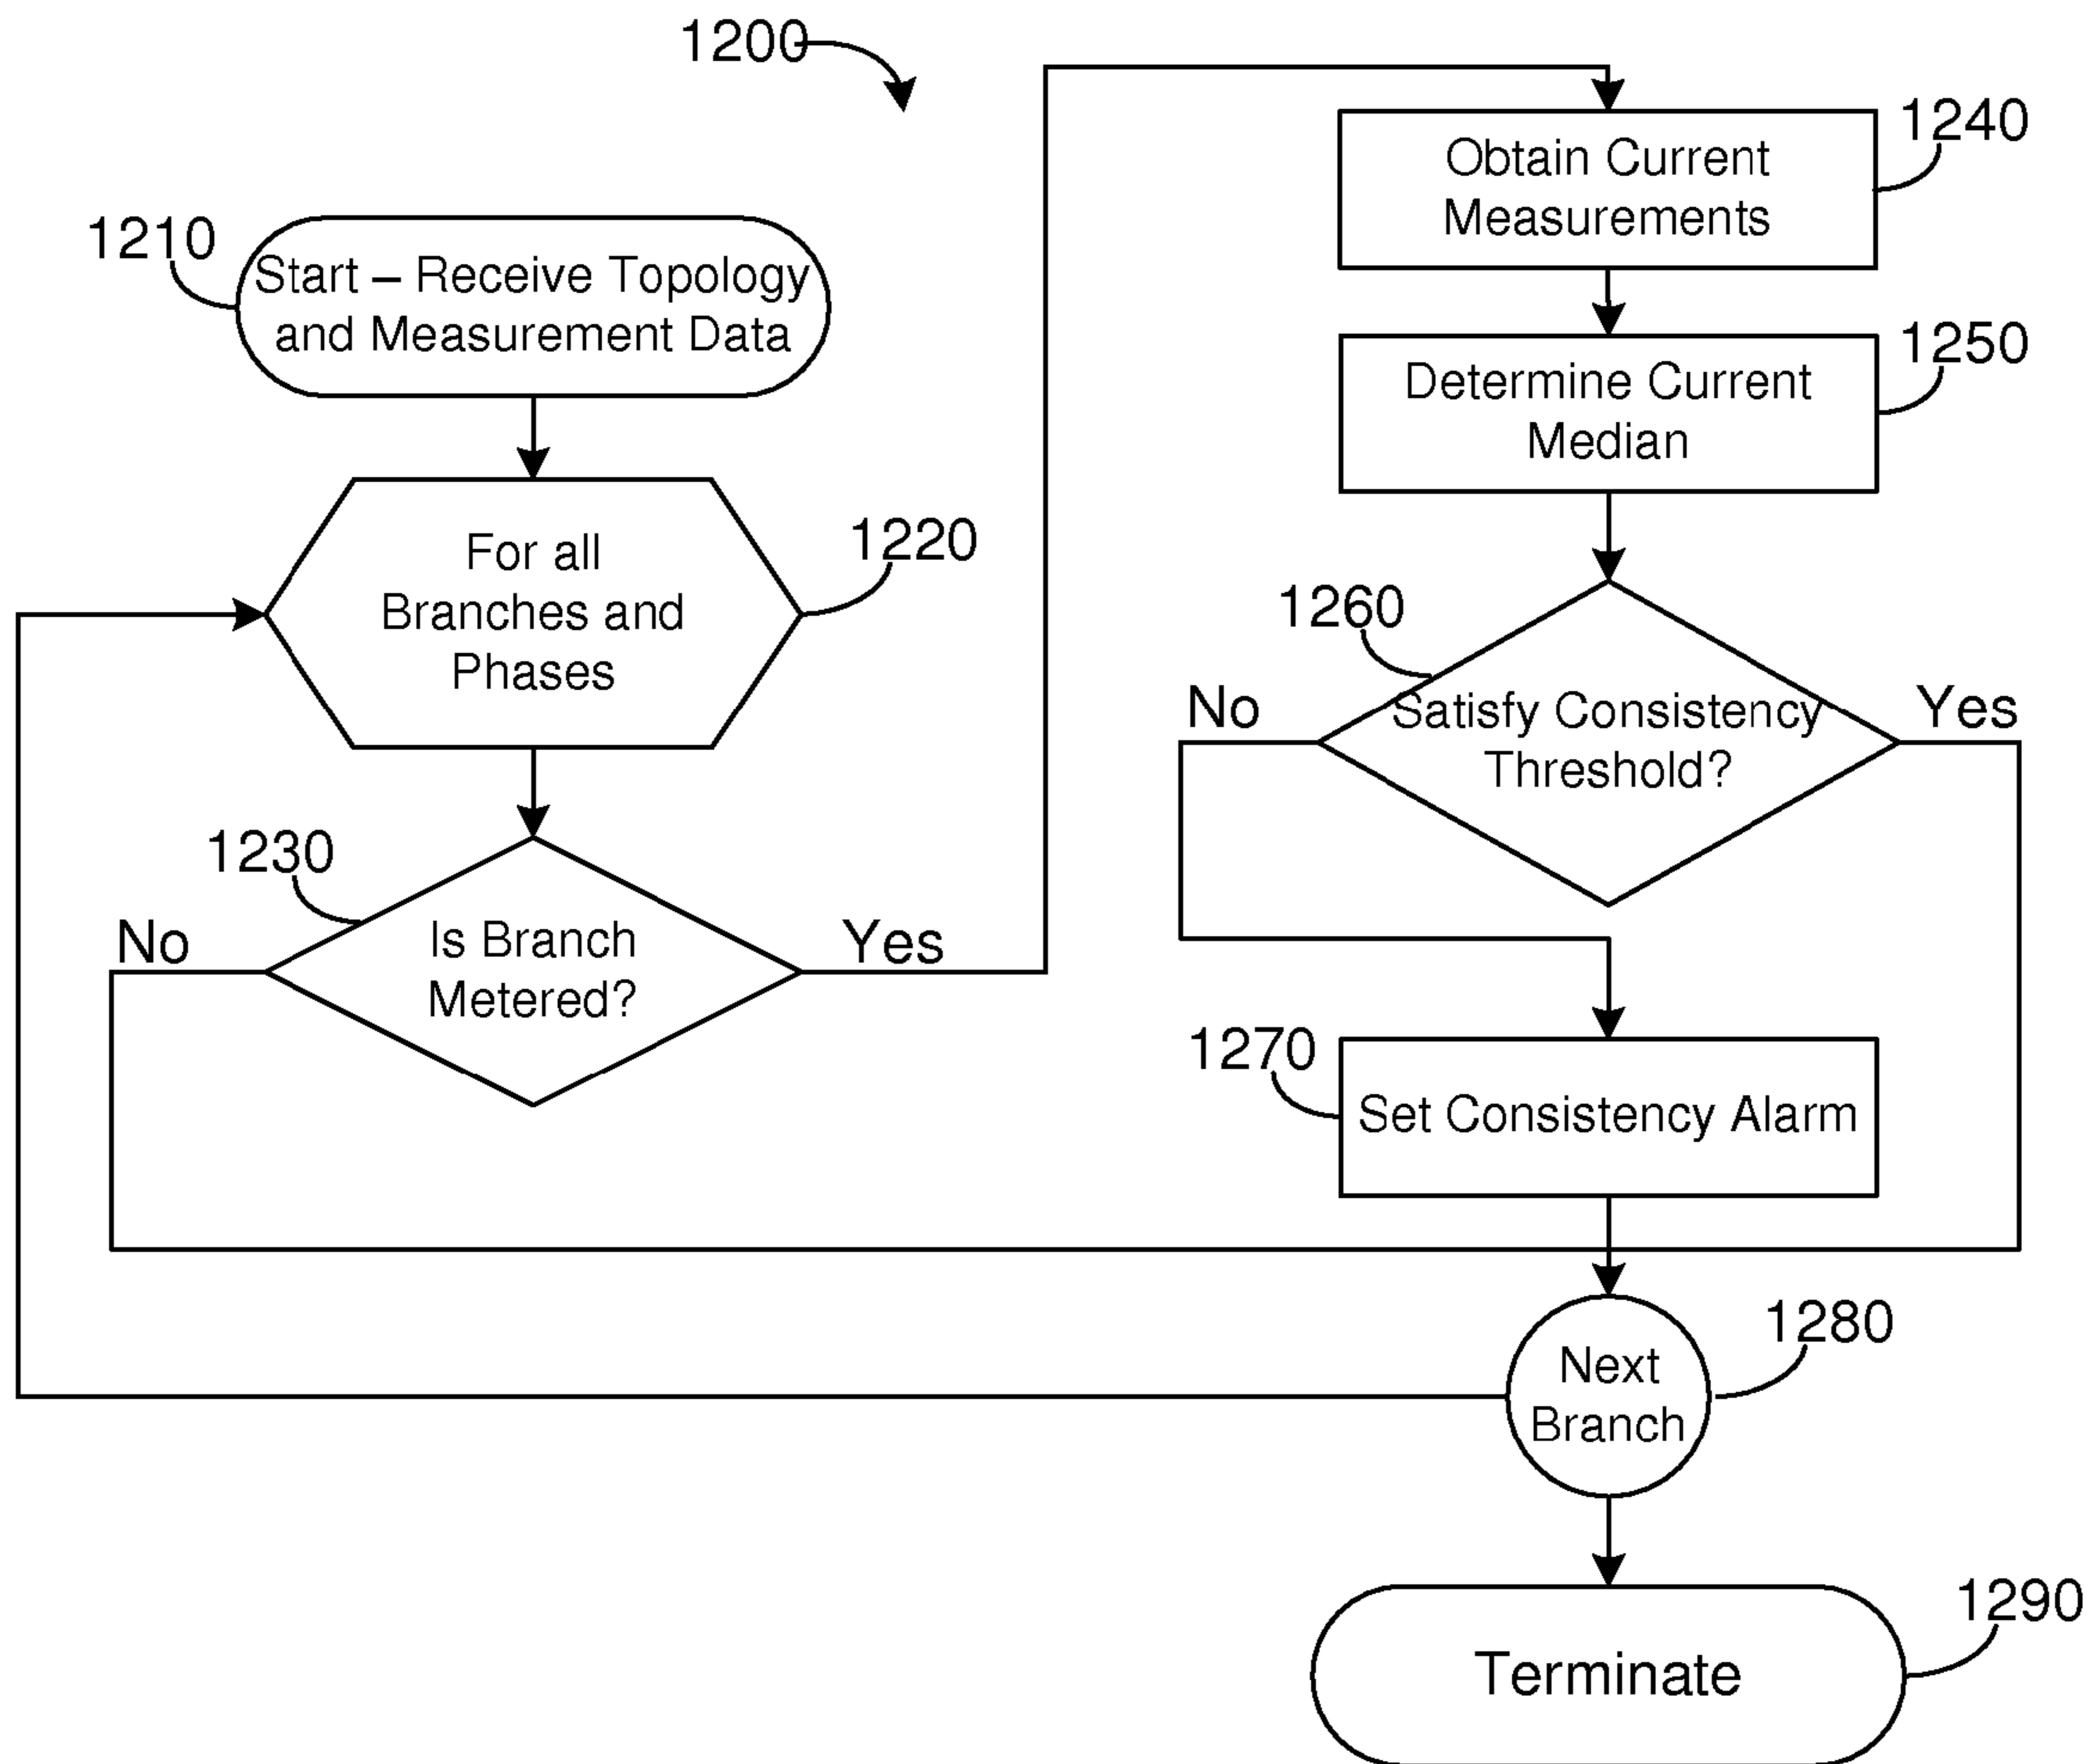 1200
1210
Start – Receive Topology
and Measurement Data
1220
For all
Branches and
Phases
1230
Is Branch
Metered?
No
Yes
1240
Obtain Current
Measurements
1250
Determine Current
Median
1260
Satisfy Consistency
Threshold?
No
Yes
1270
Set Consistency Alarm
1280
Next
Branch
1290
Terminate